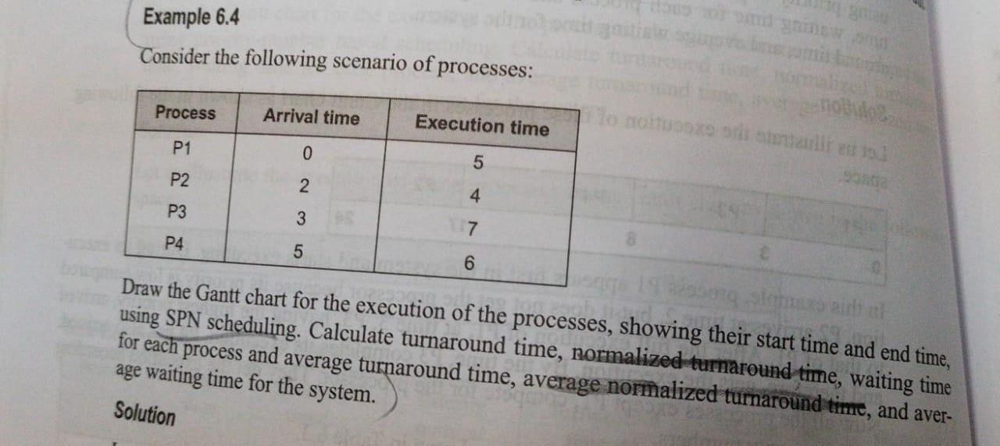 Example 6.4
Consider the following scenario of processes:
Process Arrival time Execution time
P1 0 5
P2 2 4
P3 3 7
P4 5 6
Draw the Gantt chart for the execution of the processes, showing their start time and end time,
using SPN scheduling. Calculate turnaround time, normalized turnaround time, waiting time
for each process and average turnaround time, average normalized turnaround time, and aver-
age waiting time for the system.
Solution